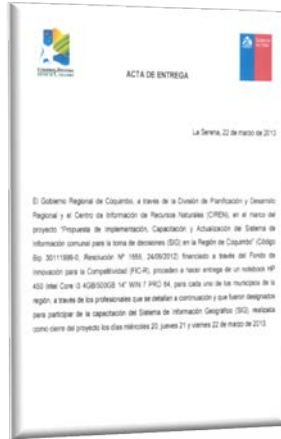 ACTA DE ENTREGA
La Serena, 22 de marzo de 2013
El Gobierno Regional de Coquimbo, a través de la División de Planificación y Desarrollo
Regional y el Centro de Información de Recursos Naturales (CIREN), en el marco del
proyecto "Propuesta de Implementación, Capacitación y Actualización del Sistema de
información comunal para la toma de decisiones (SIG) en la Región de Coquimbo" (Código
Bip 30111986-0, Resolución Nº 24/09/2012) financiado a través del Fondo de
Innovación para la Competitividad (FIC-R), proceden a hacer entrega de un notebook HP
450 Intel Core i3 4GB/500GB 14" WIN 7 PRO 64, para cada uno de los municipios de la
región, a través de los profesionales que se detallan a continuación y que fueron designados
para participar de la capacitación del Sistema de Información Geográfico (SIG), realizada
como cierre del proyecto los días miércoles 20, jueves 21 y viernes 22 de marzo de 2013.